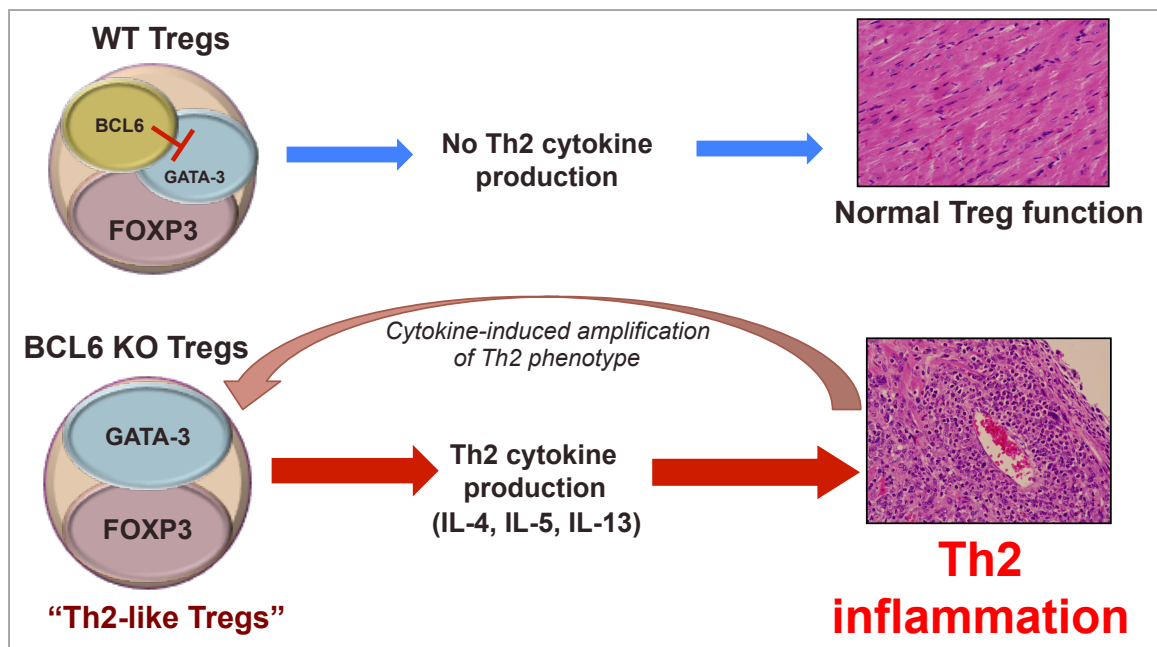 WT Tregs
BCL6
GATA-3
FOXP3
No Th2 cytokine
production
Normal Treg function
BCL6 KO Tregs
Cytokine-induced amplification
of Th2 phenotype
GATA-3
FOXP3
“Th2-like Tregs”
Th2 cytokine
production
(IL-4, IL-5, IL-13)
Th2
inflammation